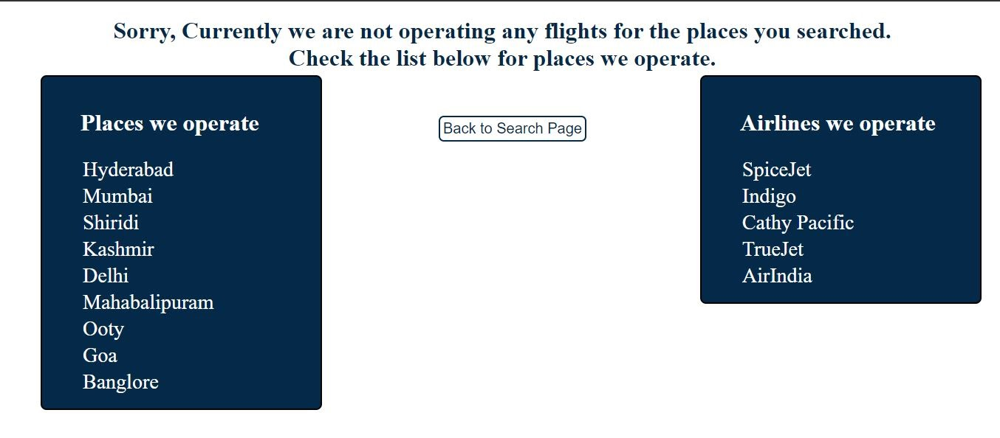 Sorry, Currently we are not operating any flights for the places you searched.
Check the list below for places we operate.
Places we operate
Hyderabad
Mumbai
Shiridi
Kashmir
Delhi
Mahabalipuram
Ooty
Goa
Banglore
Back to Search Page
Airlines we operate
SpiceJet
Indigo
Cathy Pacific
TrueJet
AirIndia